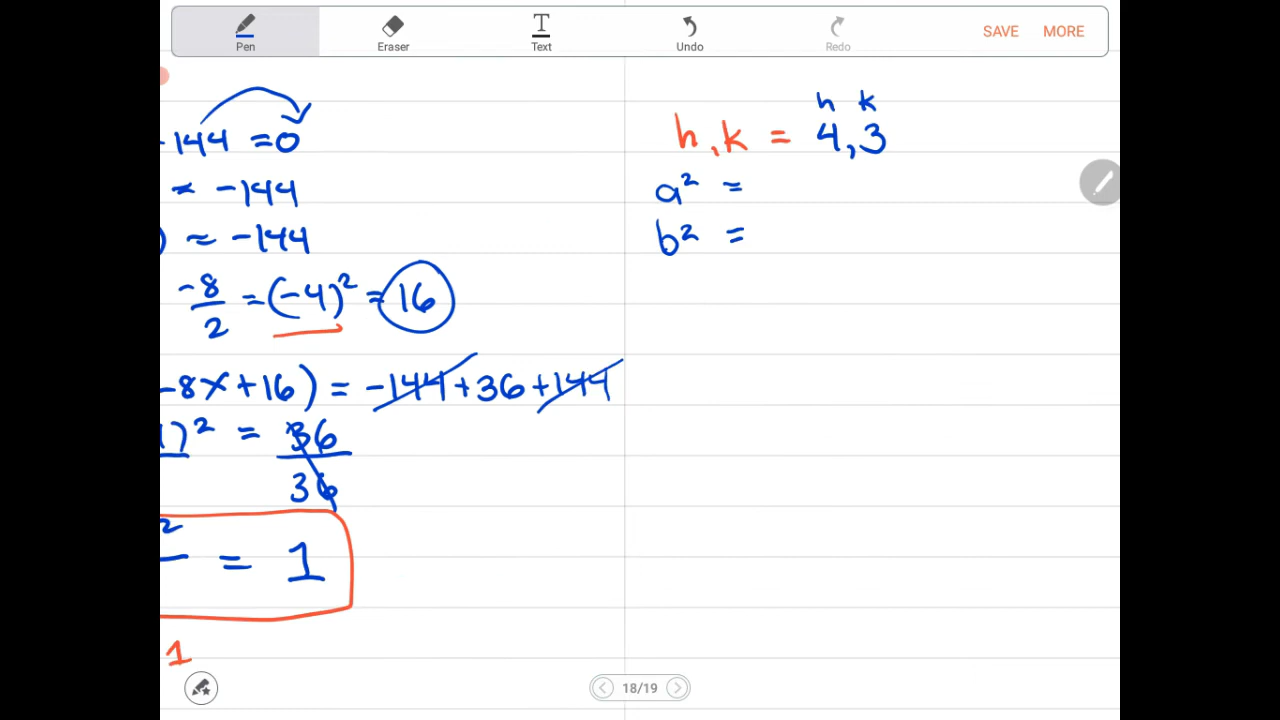 Pen Eraser Text Undo Redo SAVE MORE
h k
h, k = 4, 3
a² =
b² =
-144 = 0
= -144
) = -144
-8/2 = (-4)² = 16
-8x + 16) = -144 + 36 + 144
)² = 36/36
2
= 1
1
18/19